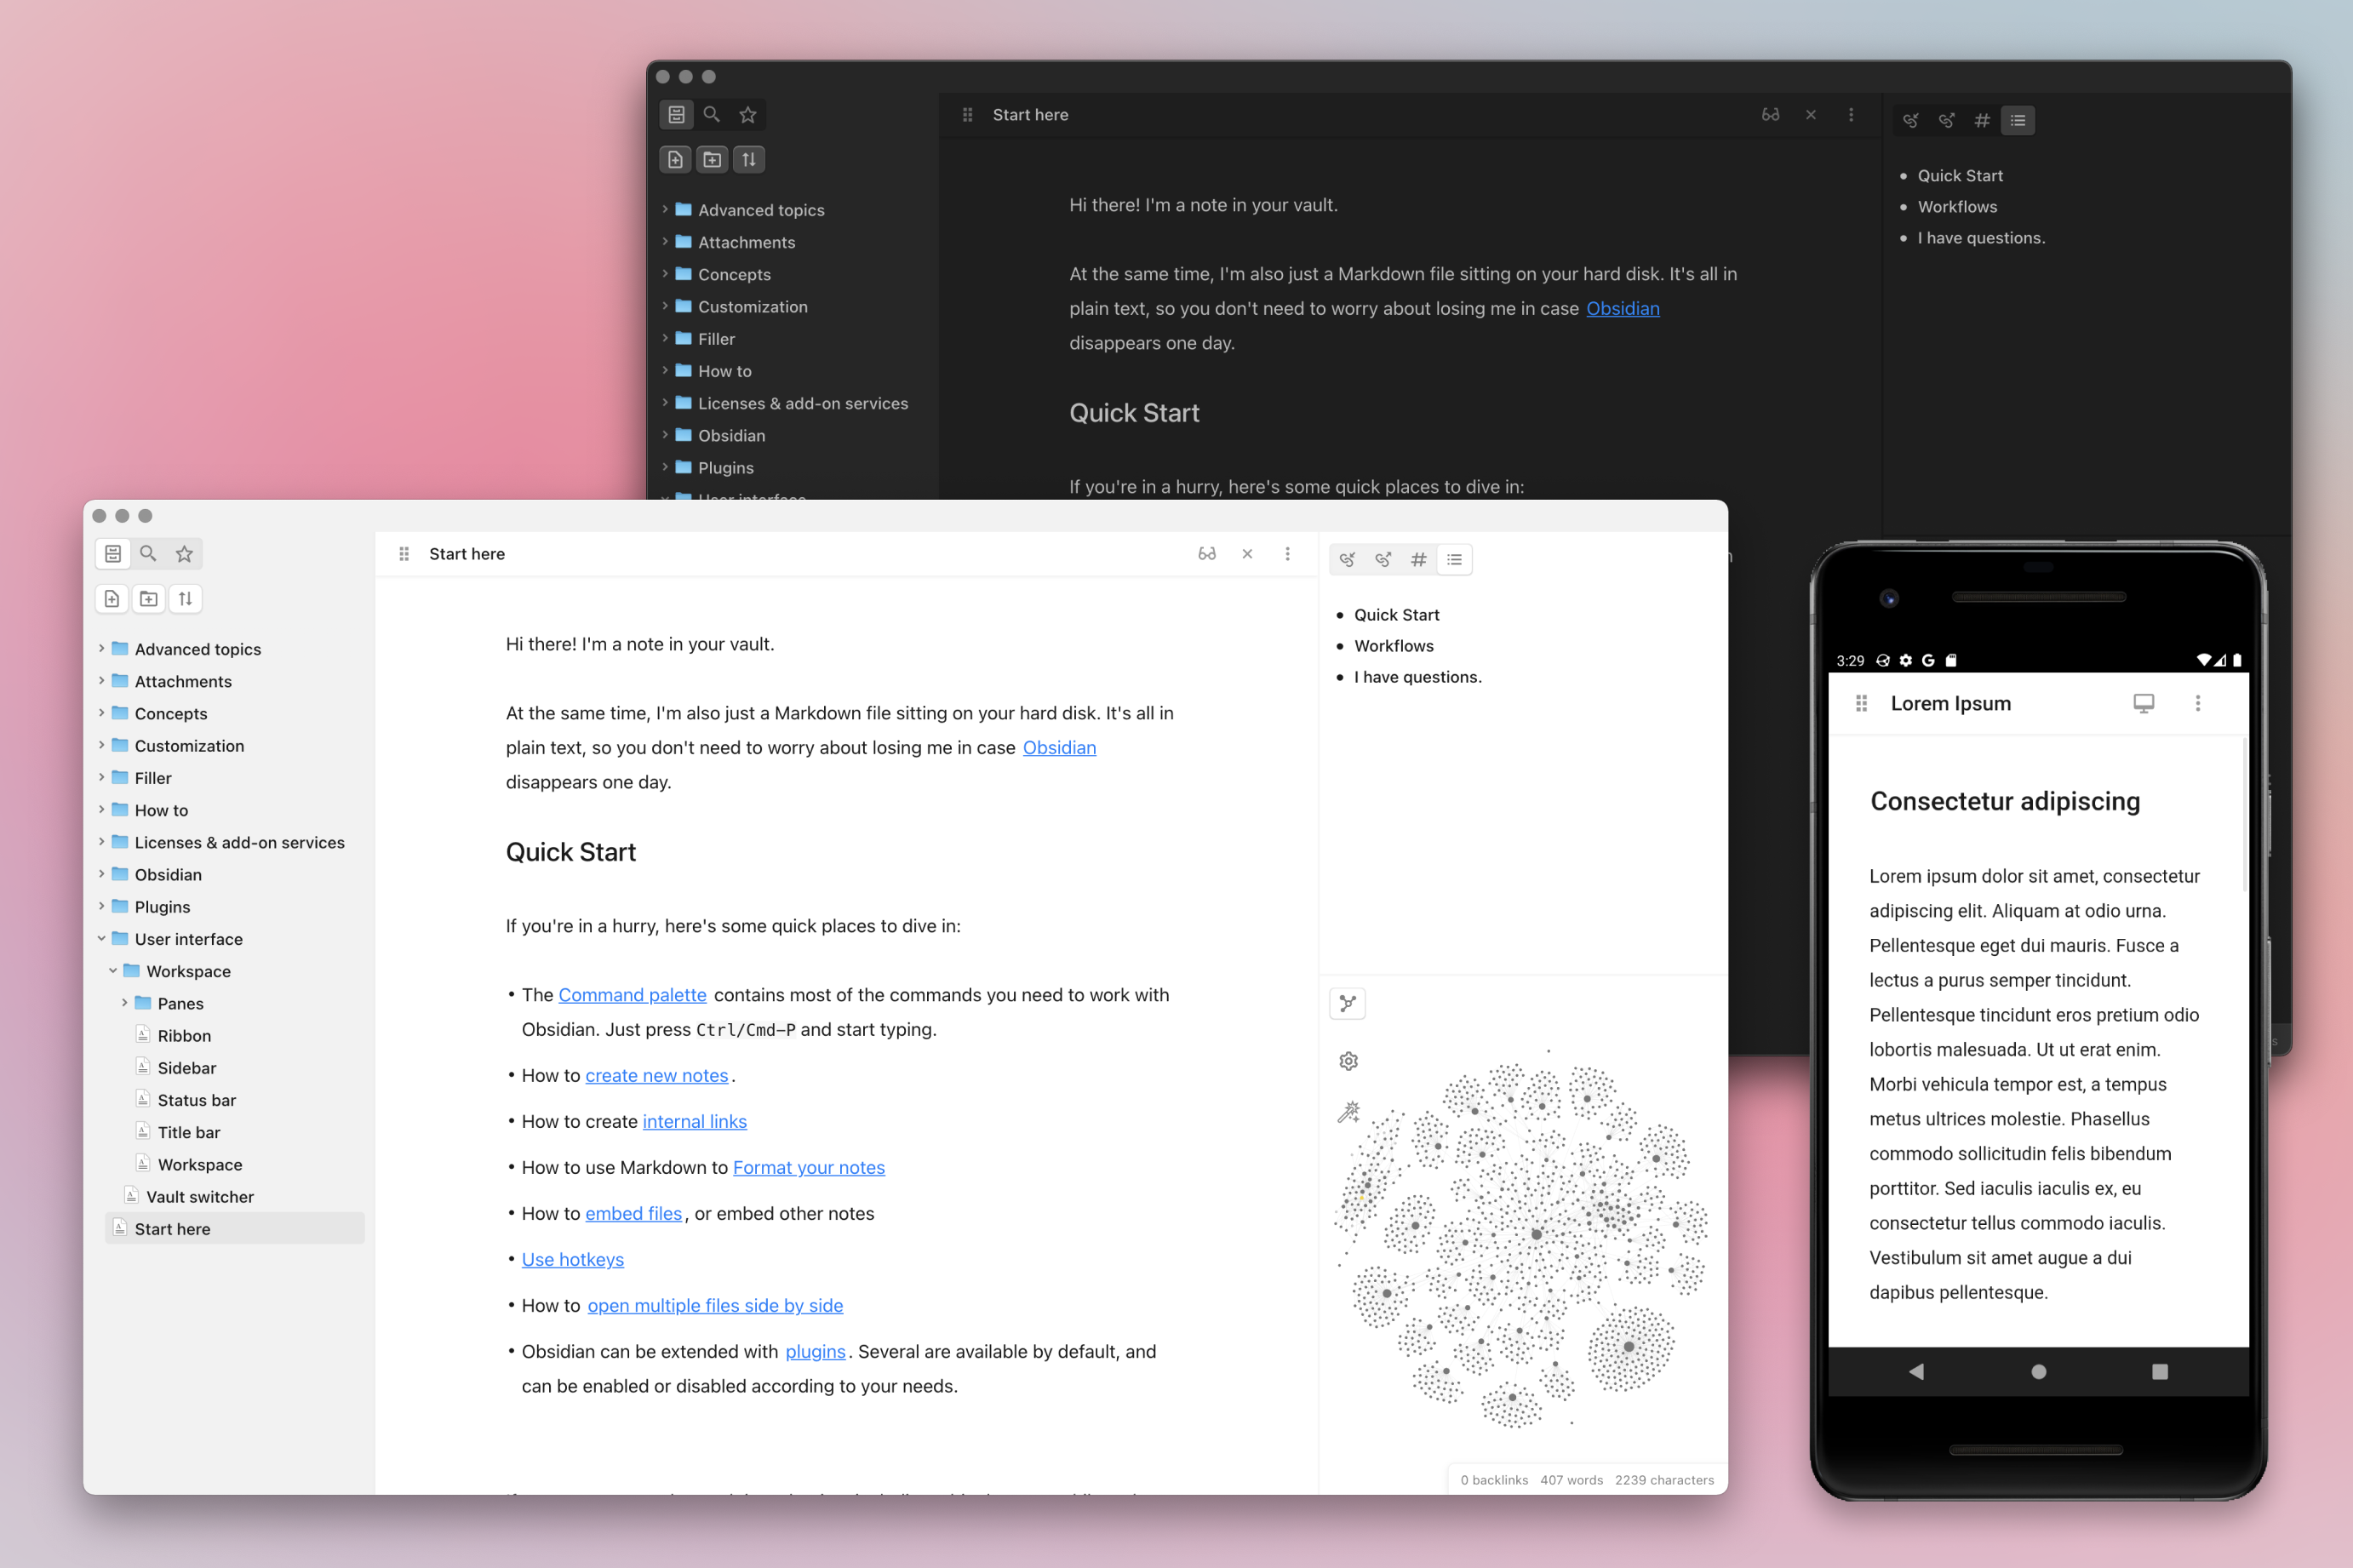 Start here
Advanced topics
Attachments
Concepts
Customization
Filler
How to
Licenses & add-on services
Obsidian
Plugins
User interface
Hi there! I'm a note in your vault.
At the same time, I'm also just a Markdown file sitting on your hard disk. It's all in
plain text, so you don't need to worry about losing me in case Obsidian
disappears one day.
Quick Start
If you're in a hurry, here's some quick places to dive in:
• Quick Start
• Workflows
• I have questions.
Start here
Advanced topics
Attachments
Concepts
Customization
Filler
How to
Licenses & add-on services
Obsidian
Plugins
User interface
Workspace
Panes
Ribbon
Sidebar
Status bar
Title bar
Workspace
Vault switcher
Start here
Hi there! I'm a note in your vault.
At the same time, I'm also just a Markdown file sitting on your hard disk. It's all in
plain text, so you don't need to worry about losing me in case Obsidian
disappears one day.
Quick Start
If you're in a hurry, here's some quick places to dive in:
• The Command palette contains most of the commands you need to work with
Obsidian. Just press Ctrl/Cmd-P and start typing.
• How to create new notes.
• How to create internal links
• How to use Markdown to Format your notes
• How to embed files, or embed other notes
• Use hotkeys
• How to open multiple files side by side
• Obsidian can be extended with plugins. Several are available by default, and
can be enabled or disabled according to your needs.
• Quick Start
• Workflows
• I have questions.
0 backlinks 407 words 2239 characters
3:29
Lorem Ipsum
Consectetur adipiscing
Lorem ipsum dolor sit amet, consectetur
adipiscing elit. Aliquam at odio urna.
Pellentesque eget dui mauris. Fusce a
lectus a purus semper tincidunt.
Pellentesque tincidunt eros pretium odio
lobortis malesuada. Ut ut erat enim.
Morbi vehicula tempor est, a tempus
metus ultrices molestie. Phasellus
commodo sollicitudin felis bibendum
porttitor. Sed iaculis iaculis ex, eu
consectetur tellus commodo iaculis.
Vestibulum sit amet augue a dui
dapibus pellentesque.